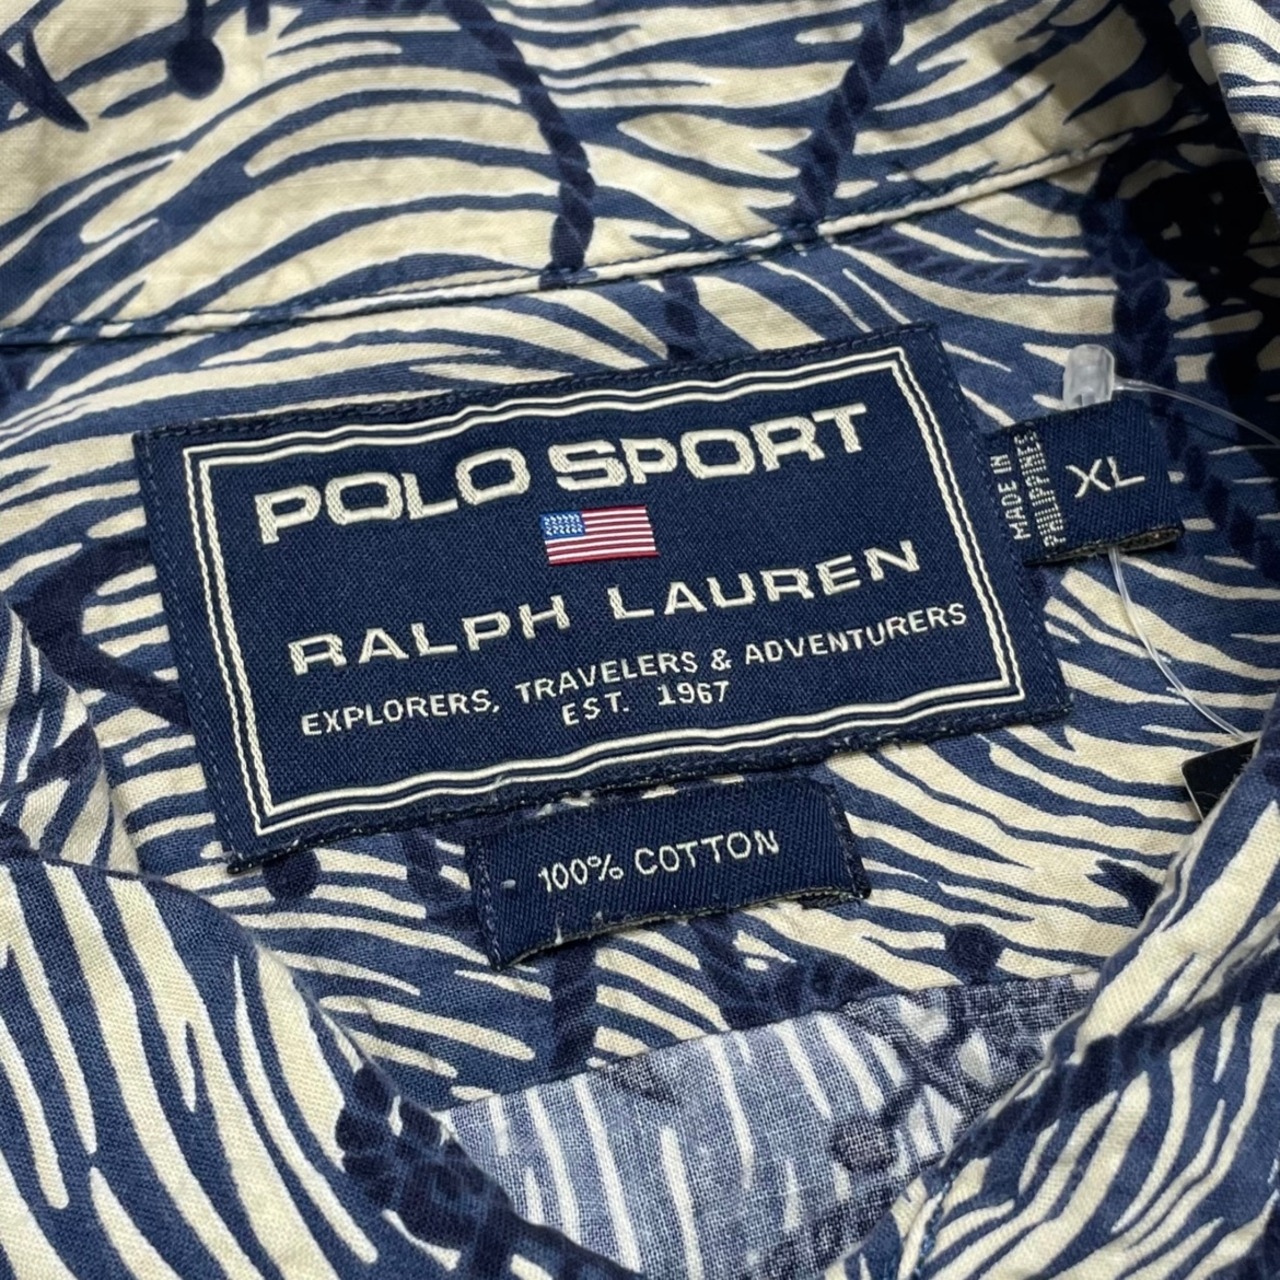 POLO SPORT
RALPH LAUREN
EXPLORERS, TRAVELERS & ADVENTURERS
EST. 1967
MADE IN
PHILIPPINES
XL
100% COTTON